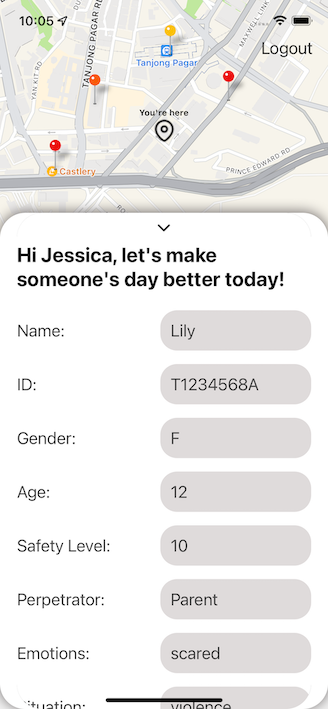 10:05
TANJONG PAGAR RD
MAXWELL LINK
Logout
Tanjong Pagar
YAN KIT RD
You're here
Castlery
PRINCE EDWARD RD
Hi Jessica, let's make
someone's day better today!
Name: Lily
ID: T1234568A
Gender: F
Age: 12
Safety Level: 10
Perpetrator: Parent
Emotions: scared
Situation: violence